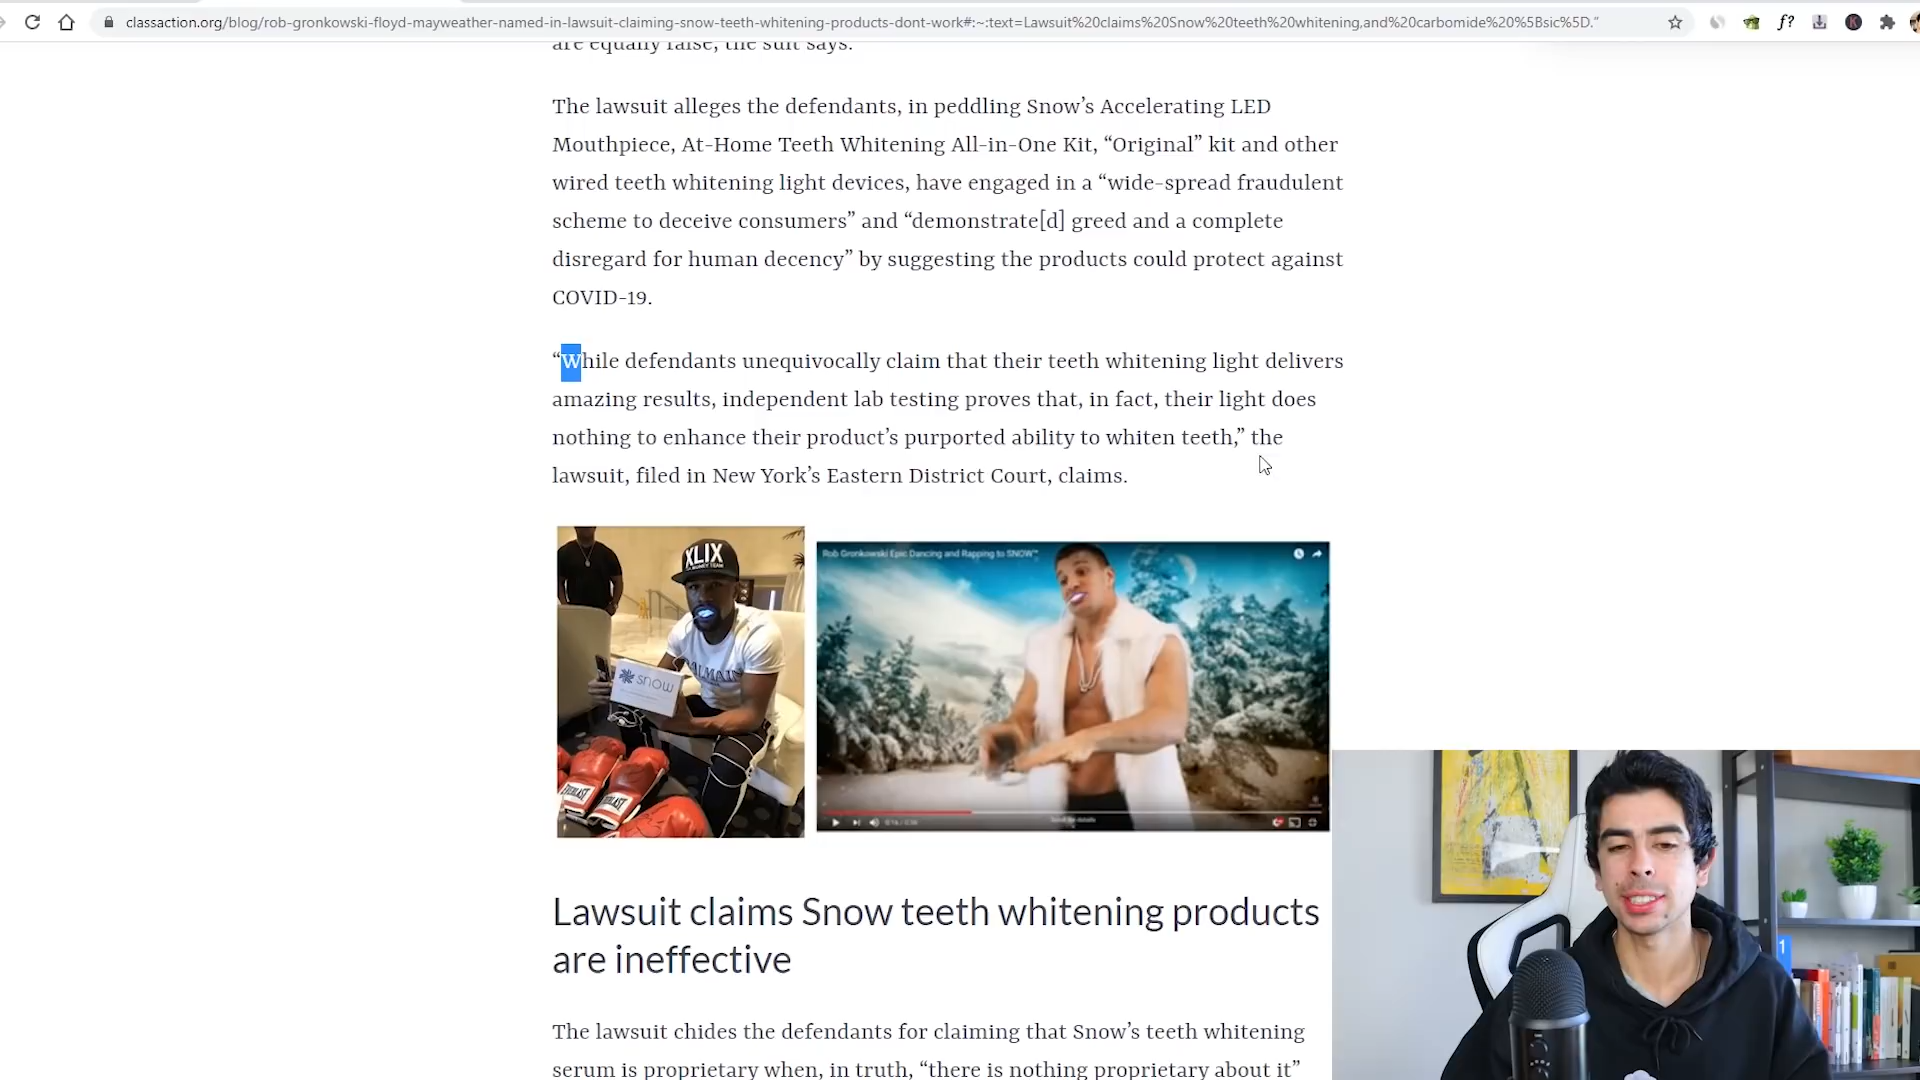 classaction.org/blog/rob-gronkowski-floyd-mayweather-named-in-lawsuit-claiming-snow-teeth-whitening-products-dont-work#:~:text=Lawsuit%20claims%20Snow%20teeth%20whitening,and%20carbomide%20%5Bsic%5D."
are equally false, the suit says.
The lawsuit alleges the defendants, in peddling Snow’s Accelerating LED
Mouthpiece, At-Home Teeth Whitening All-in-One Kit, “Original” kit and other
wired teeth whitening light devices, have engaged in a “wide-spread fraudulent
scheme to deceive consumers” and “demonstrate[d] greed and a complete
disregard for human decency” by suggesting the products could protect against
COVID-19.
“While defendants unequivocally claim that their teeth whitening light delivers
amazing results, independent lab testing proves that, in fact, their light does
nothing to enhance their product’s purported ability to whiten teeth,” the
lawsuit, filed in New York’s Eastern District Court, claims.
XLIX
BALMAIN
snow
EVERLAST
Rob Gronkowski Epic Dancing and Rapping to SNOW™
Lawsuit claims Snow teeth whitening products
are ineffective
The lawsuit chides the defendants for claiming that Snow’s teeth whitening
serum is proprietary when, in truth, “there is nothing proprietary about it”
1